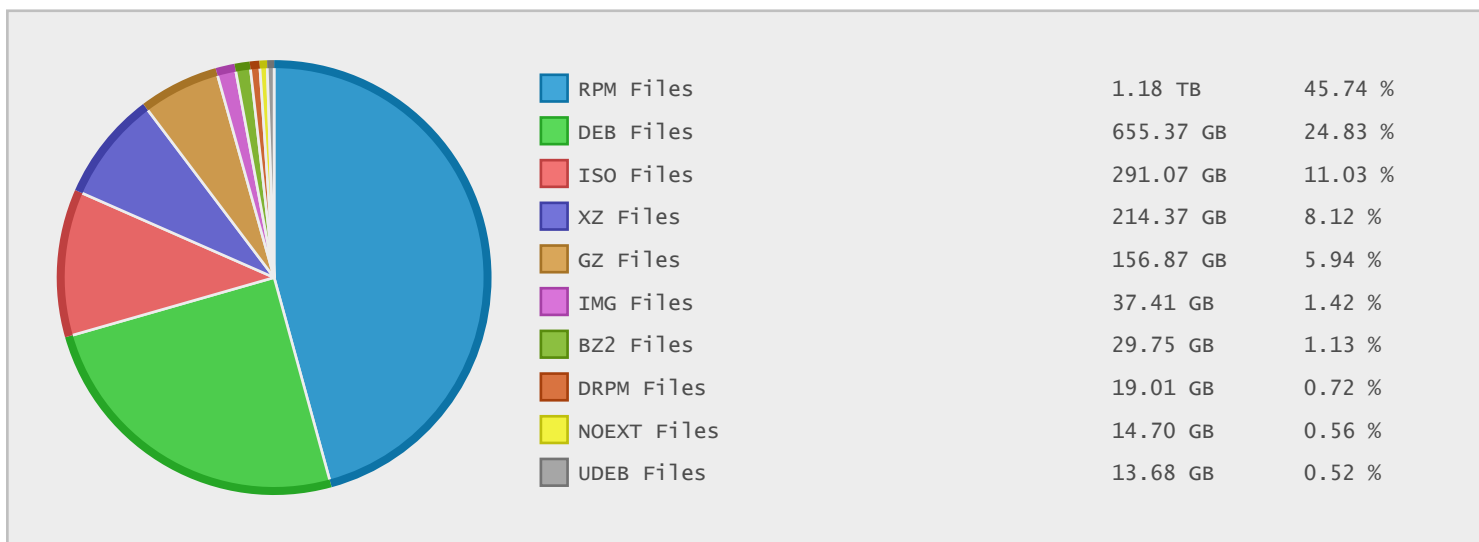 RPM Files 1.18 TB 45.74 %
DEB Files 655.37 GB 24.83 %
ISO Files 291.07 GB 11.03 %
XZ Files 214.37 GB 8.12 %
GZ Files 156.87 GB 5.94 %
IMG Files 37.41 GB 1.42 %
BZ2 Files 29.75 GB 1.13 %
DRPM Files 19.01 GB 0.72 %
NOEXT Files 14.70 GB 0.56 %
UDEB Files 13.68 GB 0.52 %